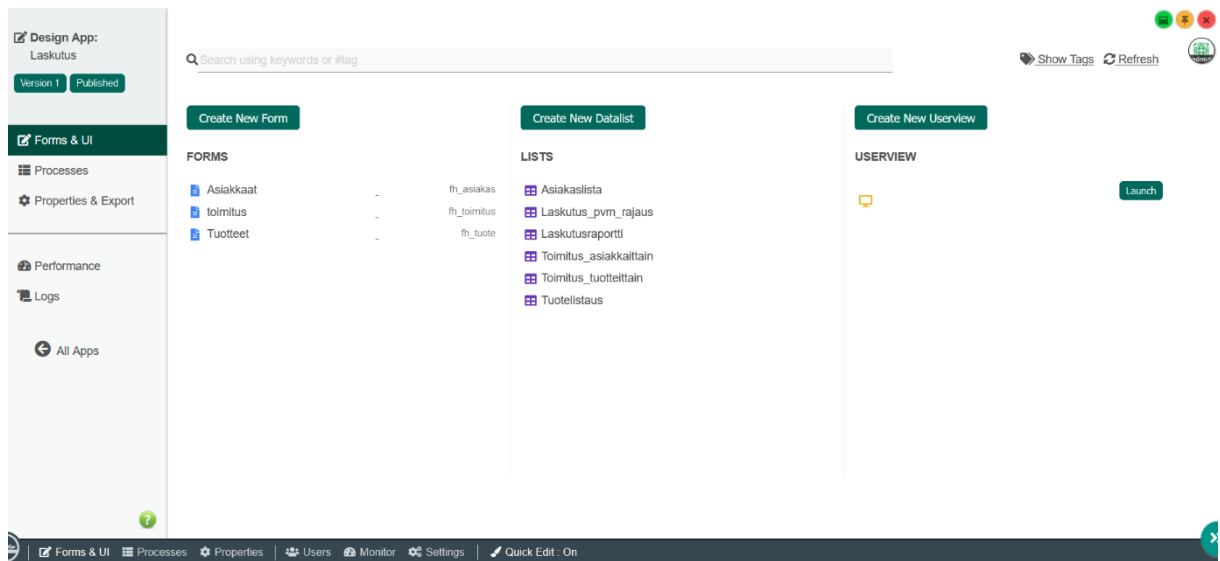 Design App:
Laskutus
Version 1 Published
Forms & UI
Processes
Properties & Export
Performance
Logs
All Apps
Search using keywords or #tag
Show Tags Refresh
admin
Create New Form
FORMS
Asiakkaat _ fh_asiakas
toimitus _ fh_toimitus
Tuotteet _ fh_tuote
Create New Datalist
LISTS
Asiakaslista
Laskutus_pvm_rajaus
Laskutusraportti
Toimitus_asiakkaittain
Toimitus_tuotteittain
Tuotelistaus
Create New Userview
USERVIEW
Launch
Forms & UI Processes Properties Users Monitor Settings Quick Edit : On